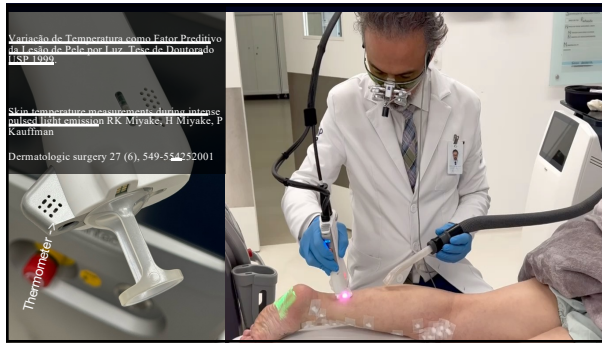 Variação de Temperatura como Fator Preditivo
da Lesão de Pele por Luz. Tese de Doutorado
USP 1999.
Skin temperature measurements during intense
pulsed light emission RK Miyake, H Miyake, P
Kauffman
Dermatologic surgery 27 (6), 549-554252001
Thermometer ->